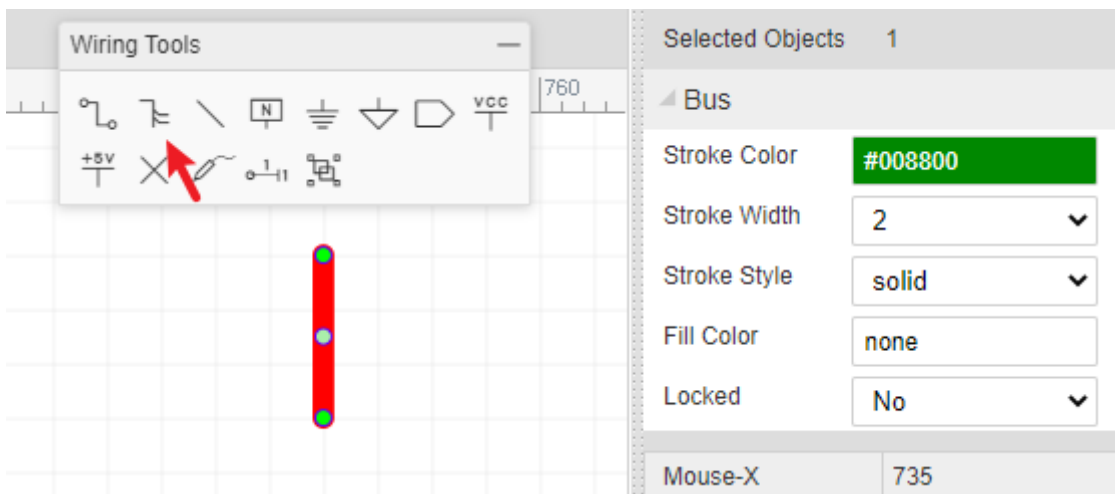 Wiring Tools
760
N
VCC
+5V
1
11
Selected Objects 1
Bus
Stroke Color #008800
Stroke Width 2
Stroke Style solid
Fill Color none
Locked No
Mouse-X 735